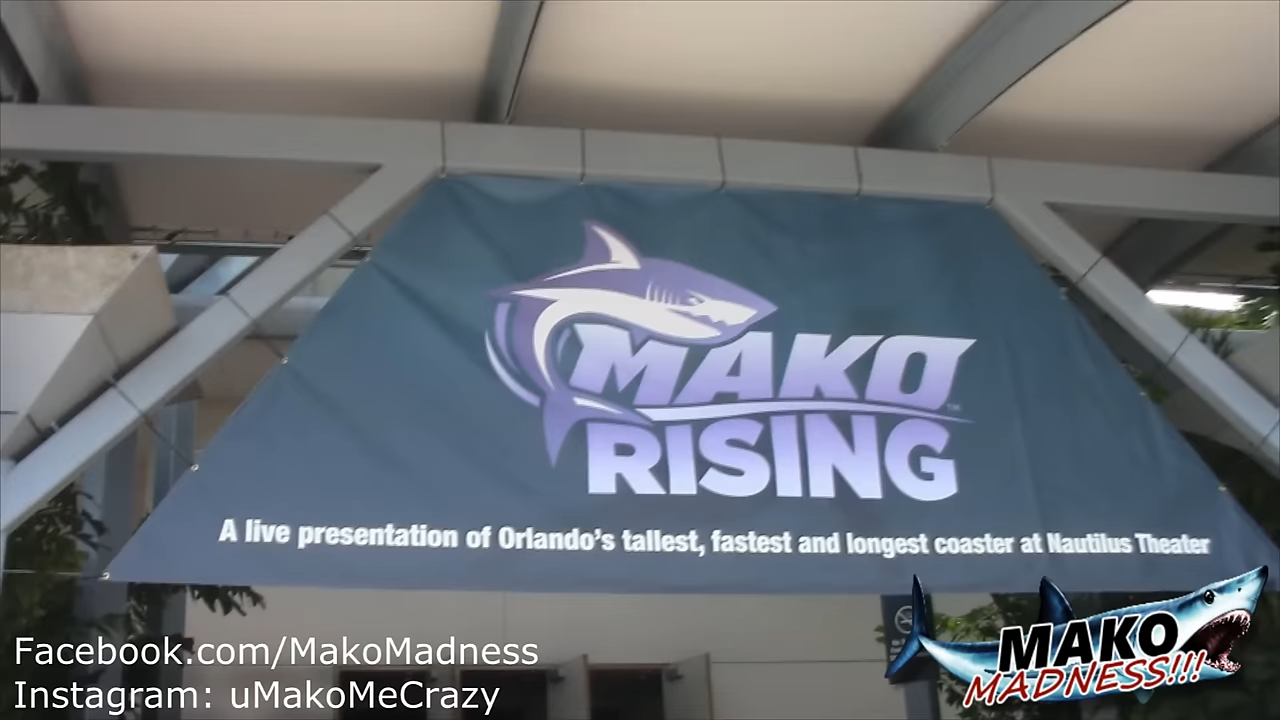 MAKO
RISING
A live presentation of Orlando's tallest, fastest and longest coaster at Nautilus Theater
Facebook.com/MakoMadness
Instagram: uMakoMeCrazy
MAKO
MADNESS!!!